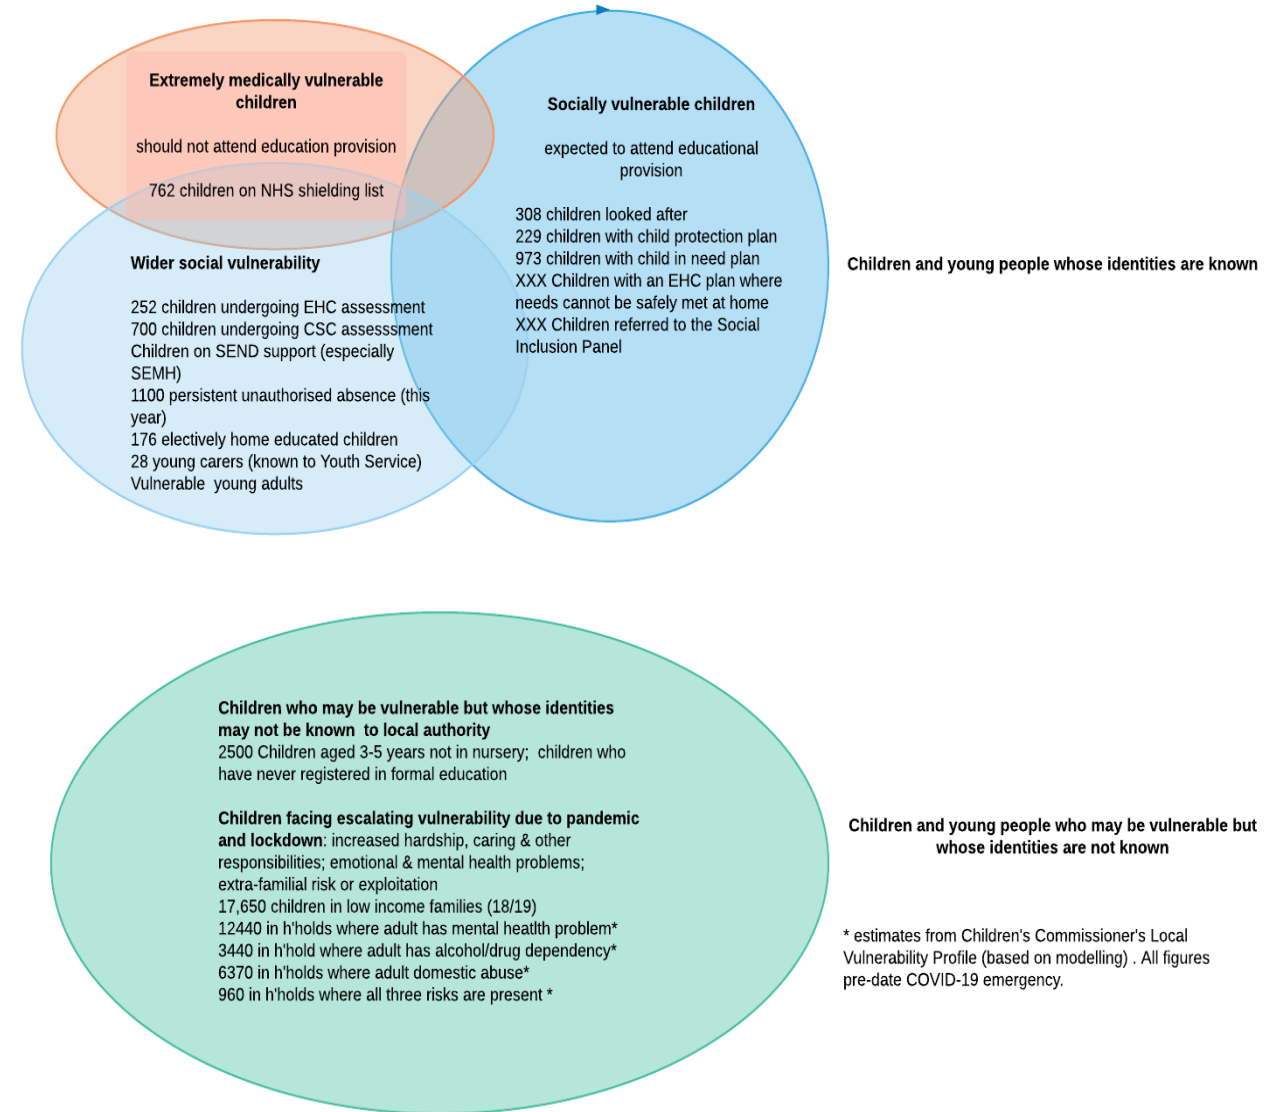 Extremely medically vulnerable
children
should not attend education provision
762 children on NHS shielding list
Socially vulnerable children
expected to attend educational
provision
308 children looked after
229 children with child protection plan
973 children with child in need plan
XXX Children with an EHC plan where
needs cannot be safely met at home
XXX Children referred to the Social
Inclusion Panel
Children and young people whose identities are known
Wider social vulnerability
252 children undergoing EHC assessment
700 children undergoing CSC assesssment
Children on SEND support (especially
SEMH)
1100 persistent unauthorised absence (this
year)
176 electively home educated children
28 young carers (known to Youth Service)
Vulnerable  young adults
Children who may be vulnerable but whose identities
may not be known  to local authority
2500 Children aged 3-5 years not in nursery;  children who
have never registered in formal education
Children facing escalating vulnerability due to pandemic
and lockdown: increased hardship, caring & other
responsibilities; emotional & mental health problems;
extra-familial risk or exploitation
17,650 children in low income families (18/19)
12440 in h'holds where adult has mental heatlth problem*
3440 in h'hold where adult has alcohol/drug dependency*
6370 in h'holds where adult domestic abuse*
960 in h'holds where all three risks are present *
Children and young people who may be vulnerable but
whose identities are not known
* estimates from Children's Commissioner's Local
Vulnerability Profile (based on modelling) . All figures
pre-date COVID-19 emergency.